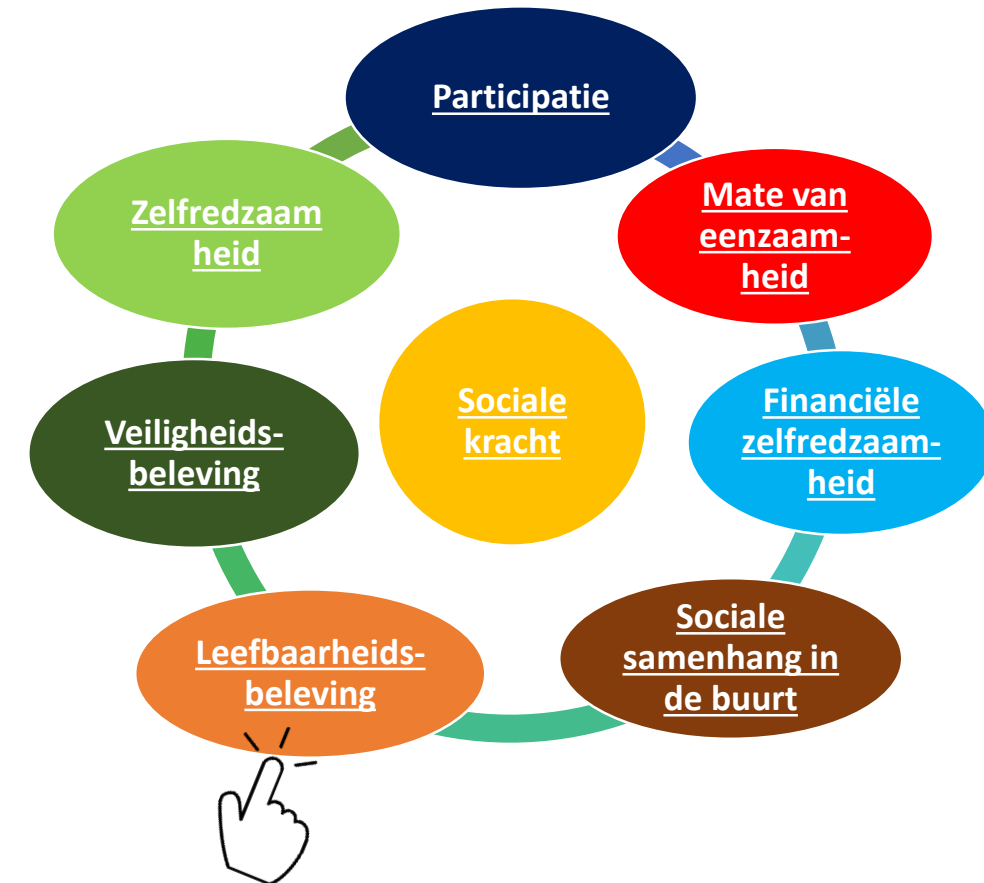 Participatie
Mate van
eenzaam-
heid
Zelfredzaam
heid
Sociale
kracht
Financiële
zelfredzaam-
heid
Veiligheids-
beleving
Sociale
samenhang in
de buurt
Leefbaarheids-
beleving